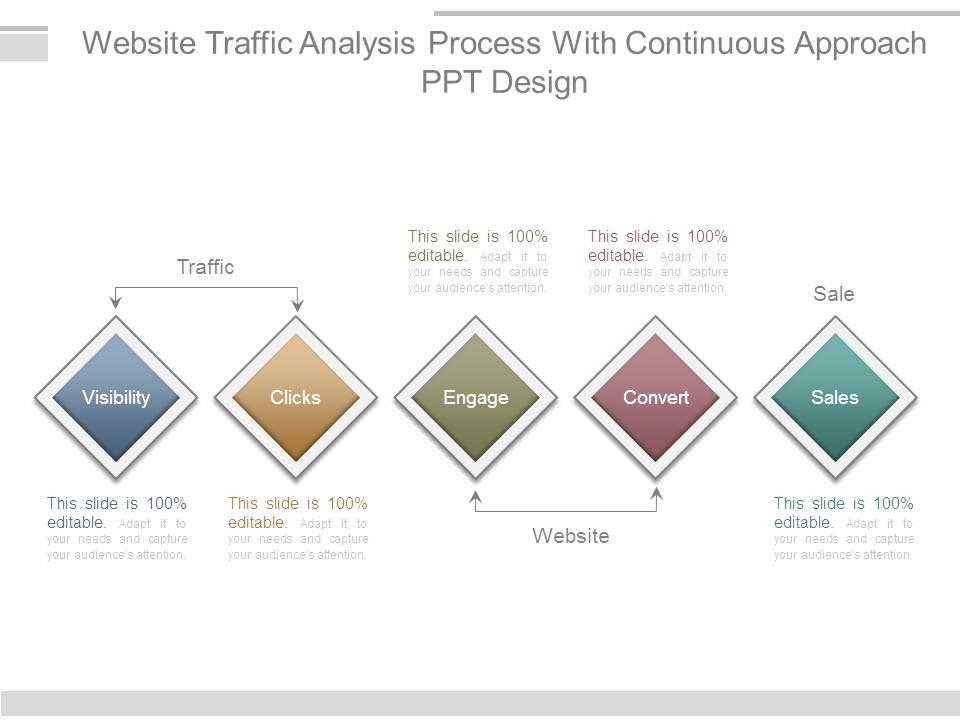 Website Traffic Analysis Process With Continuous Approach
PPT Design
This slide is 100%
editable. Adapt it to
your needs and capture
your audience's attention.
This slide is 100%
editable. Adapt it to
your needs and capture
your audience's attention.
Traffic
Sale
Visibility
Clicks
Engage
Convert
Sales
This slide is 100%
editable. Adapt it to
your needs and capture
your audience's attention.
This slide is 100%
editable. Adapt it to
your needs and capture
your audience's attention.
Website
This slide is 100%
editable. Adapt it to
your needs and capture
your audience's attention.